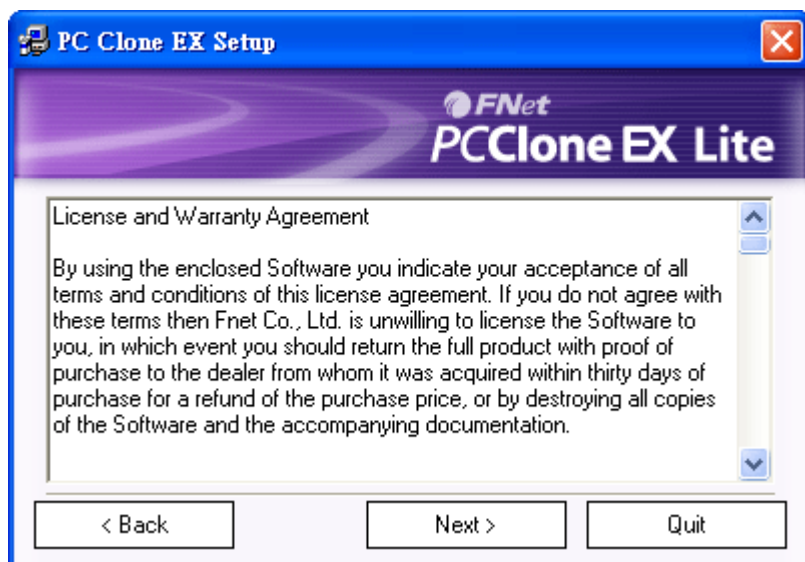 PC Clone EX Setup
FNet
PCClone EX Lite
License and Warranty Agreement
By using the enclosed Software you indicate your acceptance of all
terms and conditions of this license agreement. If you do not agree with
these terms then Fnet Co., Ltd. is unwilling to license the Software to
you, in which event you should return the full product with proof of
purchase to the dealer from whom it was acquired within thirty days of
purchase for a refund of the purchase price, or by destroying all copies
of the Software and the accompanying documentation.
< Back
Next >
Quit